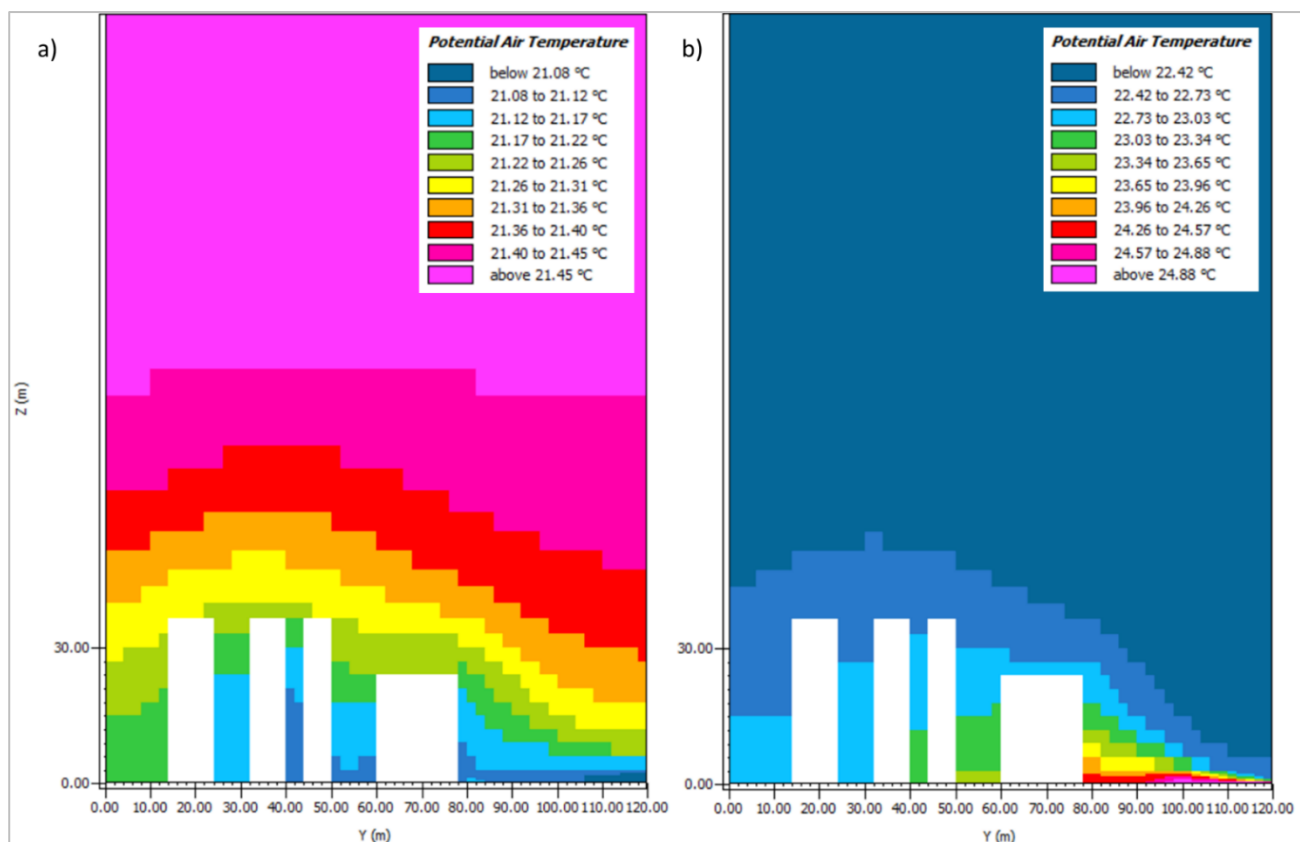 a)
Potential Air Temperature
below 21.08 °C
21.08 to 21.12 °C
21.12 to 21.17 °C
21.17 to 21.22 °C
21.22 to 21.26 °C
21.26 to 21.31 °C
21.31 to 21.36 °C
21.36 to 21.40 °C
21.40 to 21.45 °C
above 21.45 °C
Z (m)
30.00
0.00
0.00 10.00 20.00 30.00 40.00 50.00 60.00 70.00 80.00 90.00 100.00 110.00 120.00
Y (m)
b)
Potential Air Temperature
below 22.42 °C
22.42 to 22.73 °C
22.73 to 23.03 °C
23.03 to 23.34 °C
23.34 to 23.65 °C
23.65 to 23.96 °C
23.96 to 24.26 °C
24.26 to 24.57 °C
24.57 to 24.88 °C
above 24.88 °C
30.00
0.00
0.00 10.00 20.00 30.00 40.00 50.00 60.00 70.00 80.00 90.00 100.00 110.00 120.00
Y (m)